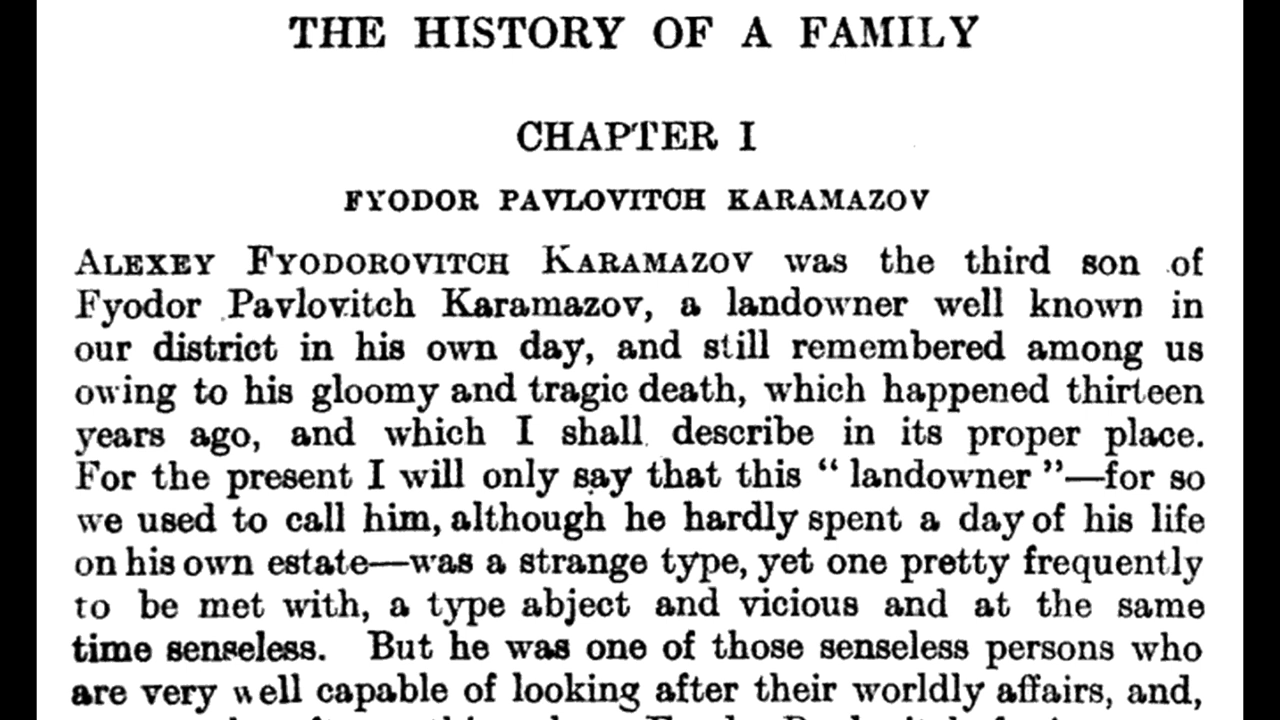 THE HISTORY OF A FAMILY
CHAPTER I
FYODOR PAVLOVITCH KARAMAZOV
ALEXEY FYODOROVITCH KARAMAZOV was the third son of
Fyodor Pavlovitch Karamazov, a landowner well known in
our district in his own day, and still remembered among us
owing to his gloomy and tragic death, which happened thirteen
years ago, and which I shall describe in its proper place.
For the present I will only say that this “ landowner ”—for so
we used to call him, although he hardly spent a day of his life
on his own estate—was a strange type, yet one pretty frequently
to be met with, a type abject and vicious and at the same
time senseless. But he was one of those senseless persons who
are very well capable of looking after their worldly affairs, and,